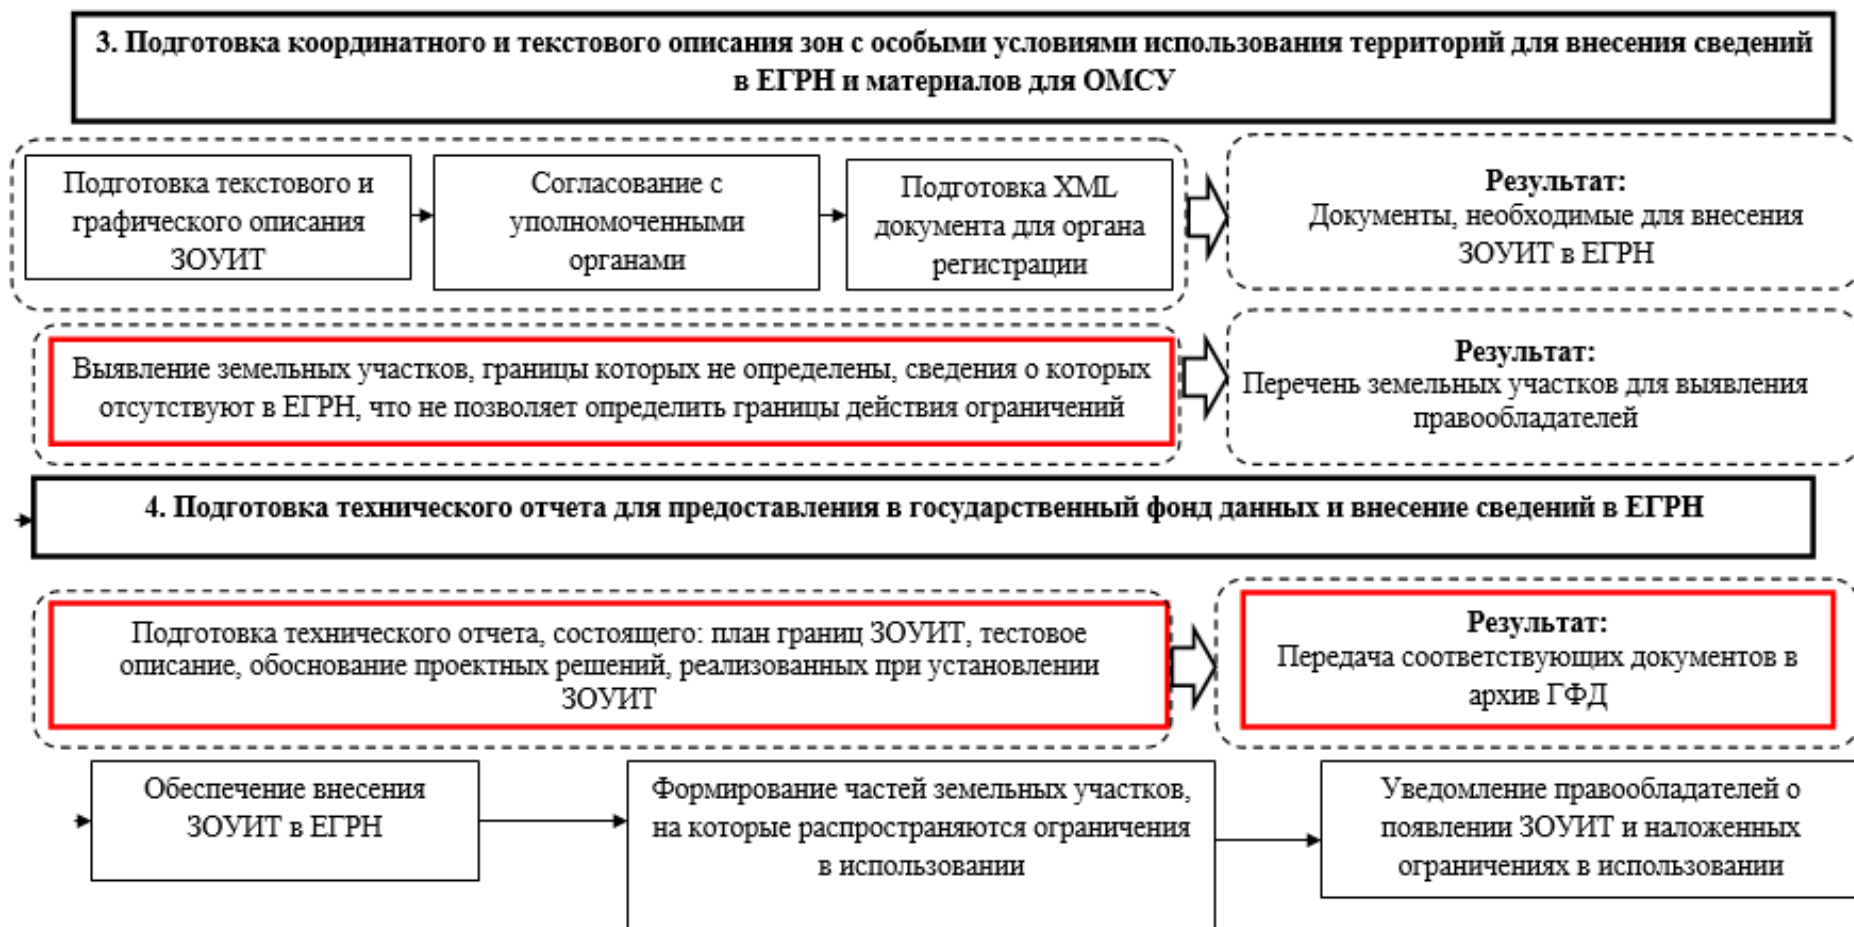 3. Подготовка координатного и текстового описания зон с особыми условиями использования территорий для внесения сведений
в ЕГРН и материалов для ОМСУ
Подготовка текстового и
графического описания
ЗОУИТ
Согласование с
уполномоченными
органами
Подготовка XML
документа для органа
регистрации
Результат:
Документы, необходимые для внесения
ЗОУИТ в ЕГРН
Выявление земельных участков, границы которых не определены, сведения о которых
отсутствуют в ЕГРН, что не позволяет определить границы действия ограничений
Результат:
Перечень земельных участков для выявления
правообладателей
4. Подготовка технического отчета для предоставления в государственный фонд данных и внесение сведений в ЕГРН
Подготовка технического отчета, состоящего: план границ ЗОУИТ, тестовое
описание, обоснование проектных решений, реализованных при установлении
ЗОУИТ
Результат:
Передача соответствующих документов в
архив ГФД
Обеспечение внесения
ЗОУИТ в ЕГРН
Формирование частей земельных участков,
на которые распространяются ограничения
в использовании
Уведомление правообладателей о
появлении ЗОУИТ и наложенных
ограничениях в использовании